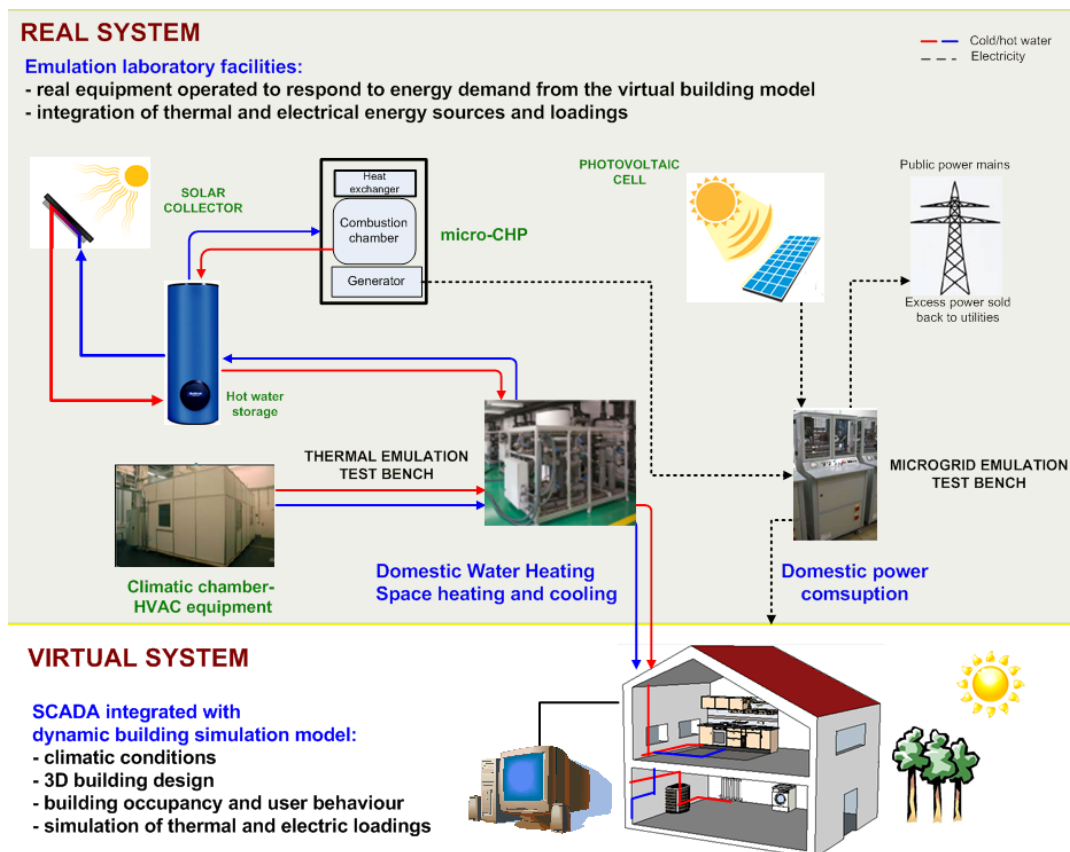 REAL SYSTEM
Cold/hot water
Electricity
Emulation laboratory facilities:
- real equipment operated to respond to energy demand from the virtual building model
- integration of thermal and electrical energy sources and loadings
SOLAR
COLLECTOR
Heat
exchanger
Combustion
chamber
Generator
micro-CHP
PHOTOVOLTAIC
CELL
Public power mains
Excess power sold
back to utilities
Hot water
storage
THERMAL EMULATION
TEST BENCH
MICROGRID EMULATION
TEST BENCH
Climatic chamber-
HVAC equipment
Domestic Water Heating
Space heating and cooling
Domestic power
comsuption
VIRTUAL SYSTEM
SCADA integrated with
dynamic building simulation model:
- climatic conditions
- 3D building design
- building occupancy and user behaviour
- simulation of thermal and electric loadings